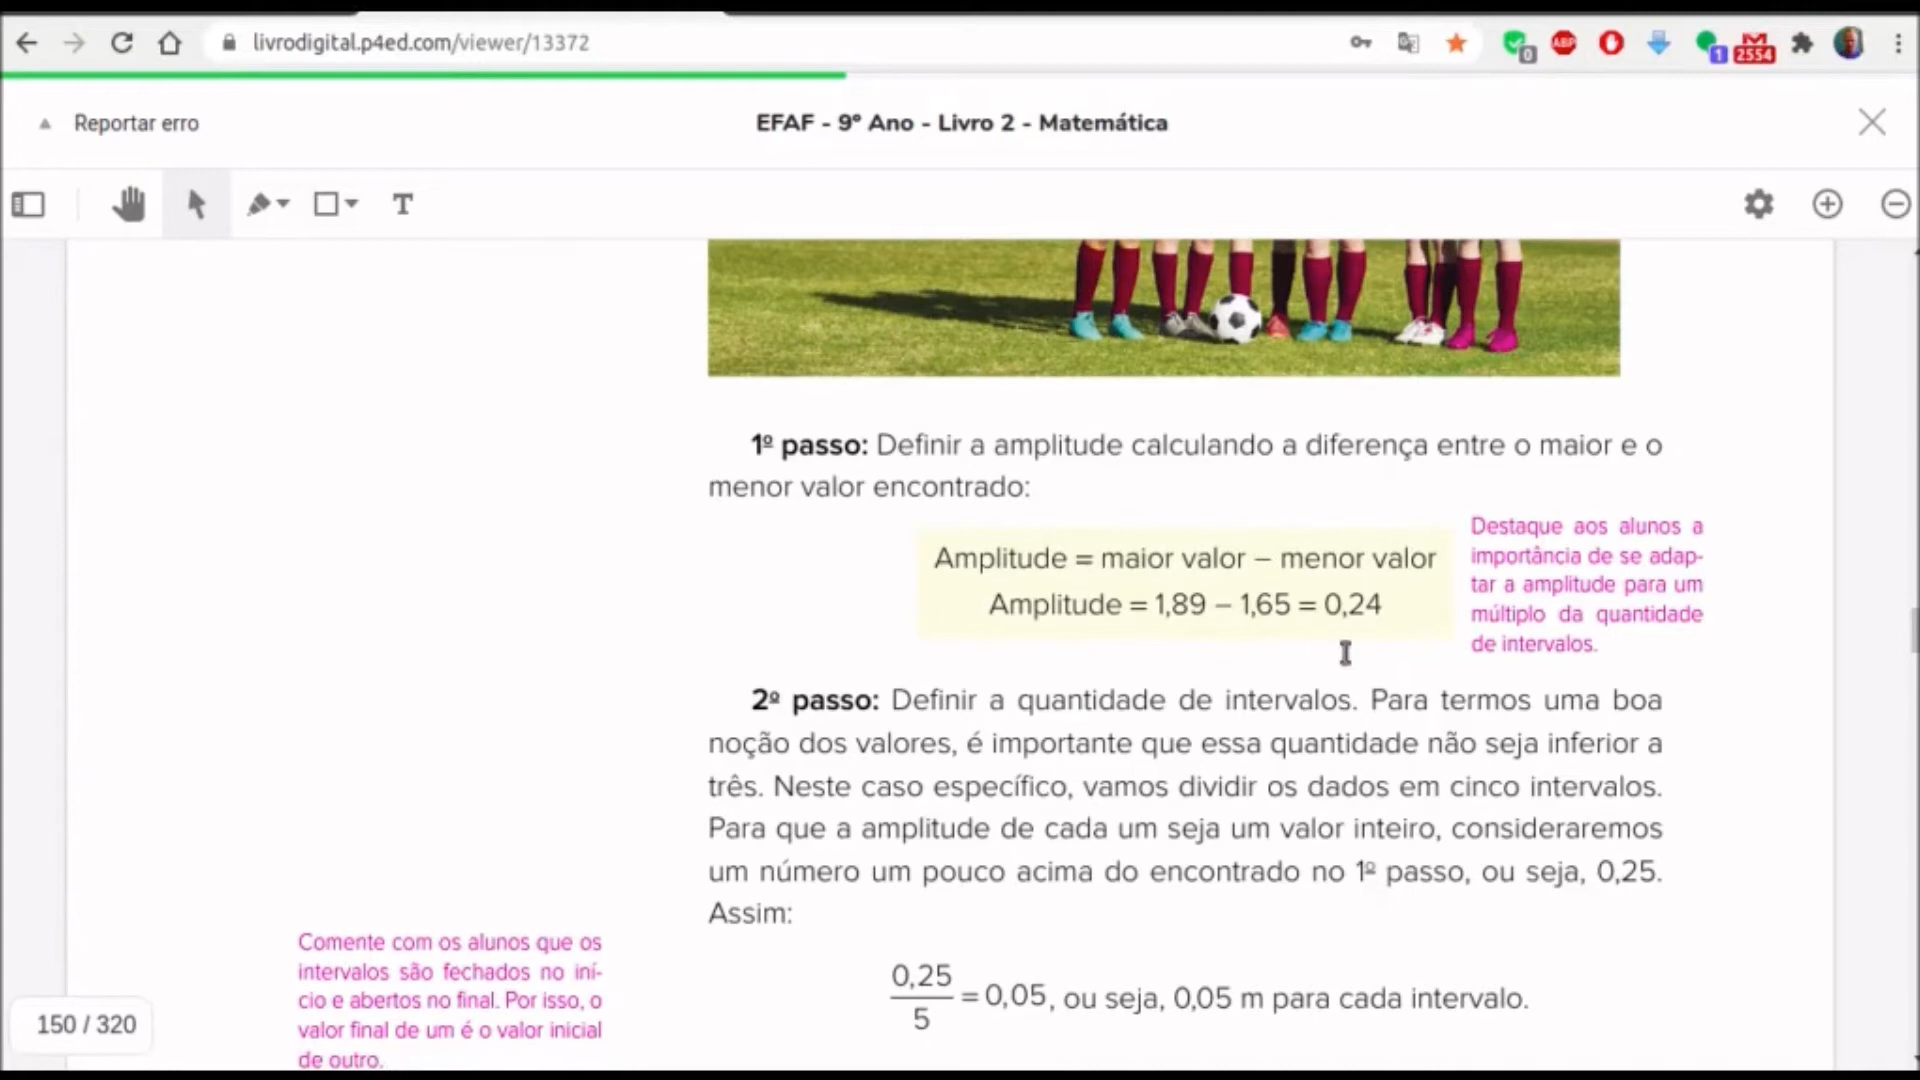 livrodigital.p4ed.com/viewer/13372
ABP
0
1
2554
Reportar erro
EFAF - 9º Ano - Livro 2 - Matemática
T
1º passo: Definir a amplitude calculando a diferença entre o maior e o
menor valor encontrado:
Amplitude = maior valor – menor valor
Amplitude = 1,89 – 1,65 = 0,24
Destaque aos alunos a
importância de se adap-
tar a amplitude para um
múltiplo da quantidade
de intervalos.
2º passo: Definir a quantidade de intervalos. Para termos uma boa
noção dos valores, é importante que essa quantidade não seja inferior a
três. Neste caso específico, vamos dividir os dados em cinco intervalos.
Para que a amplitude de cada um seja um valor inteiro, consideraremos
um número um pouco acima do encontrado no 1º passo, ou seja, 0,25.
Assim:
Comente com os alunos que os
intervalos são fechados no iní-
cio e abertos no final. Por isso, o
valor final de um é o valor inicial
de outro.
0,25
5
= 0,05, ou seja, 0,05 m para cada intervalo.
150 / 320